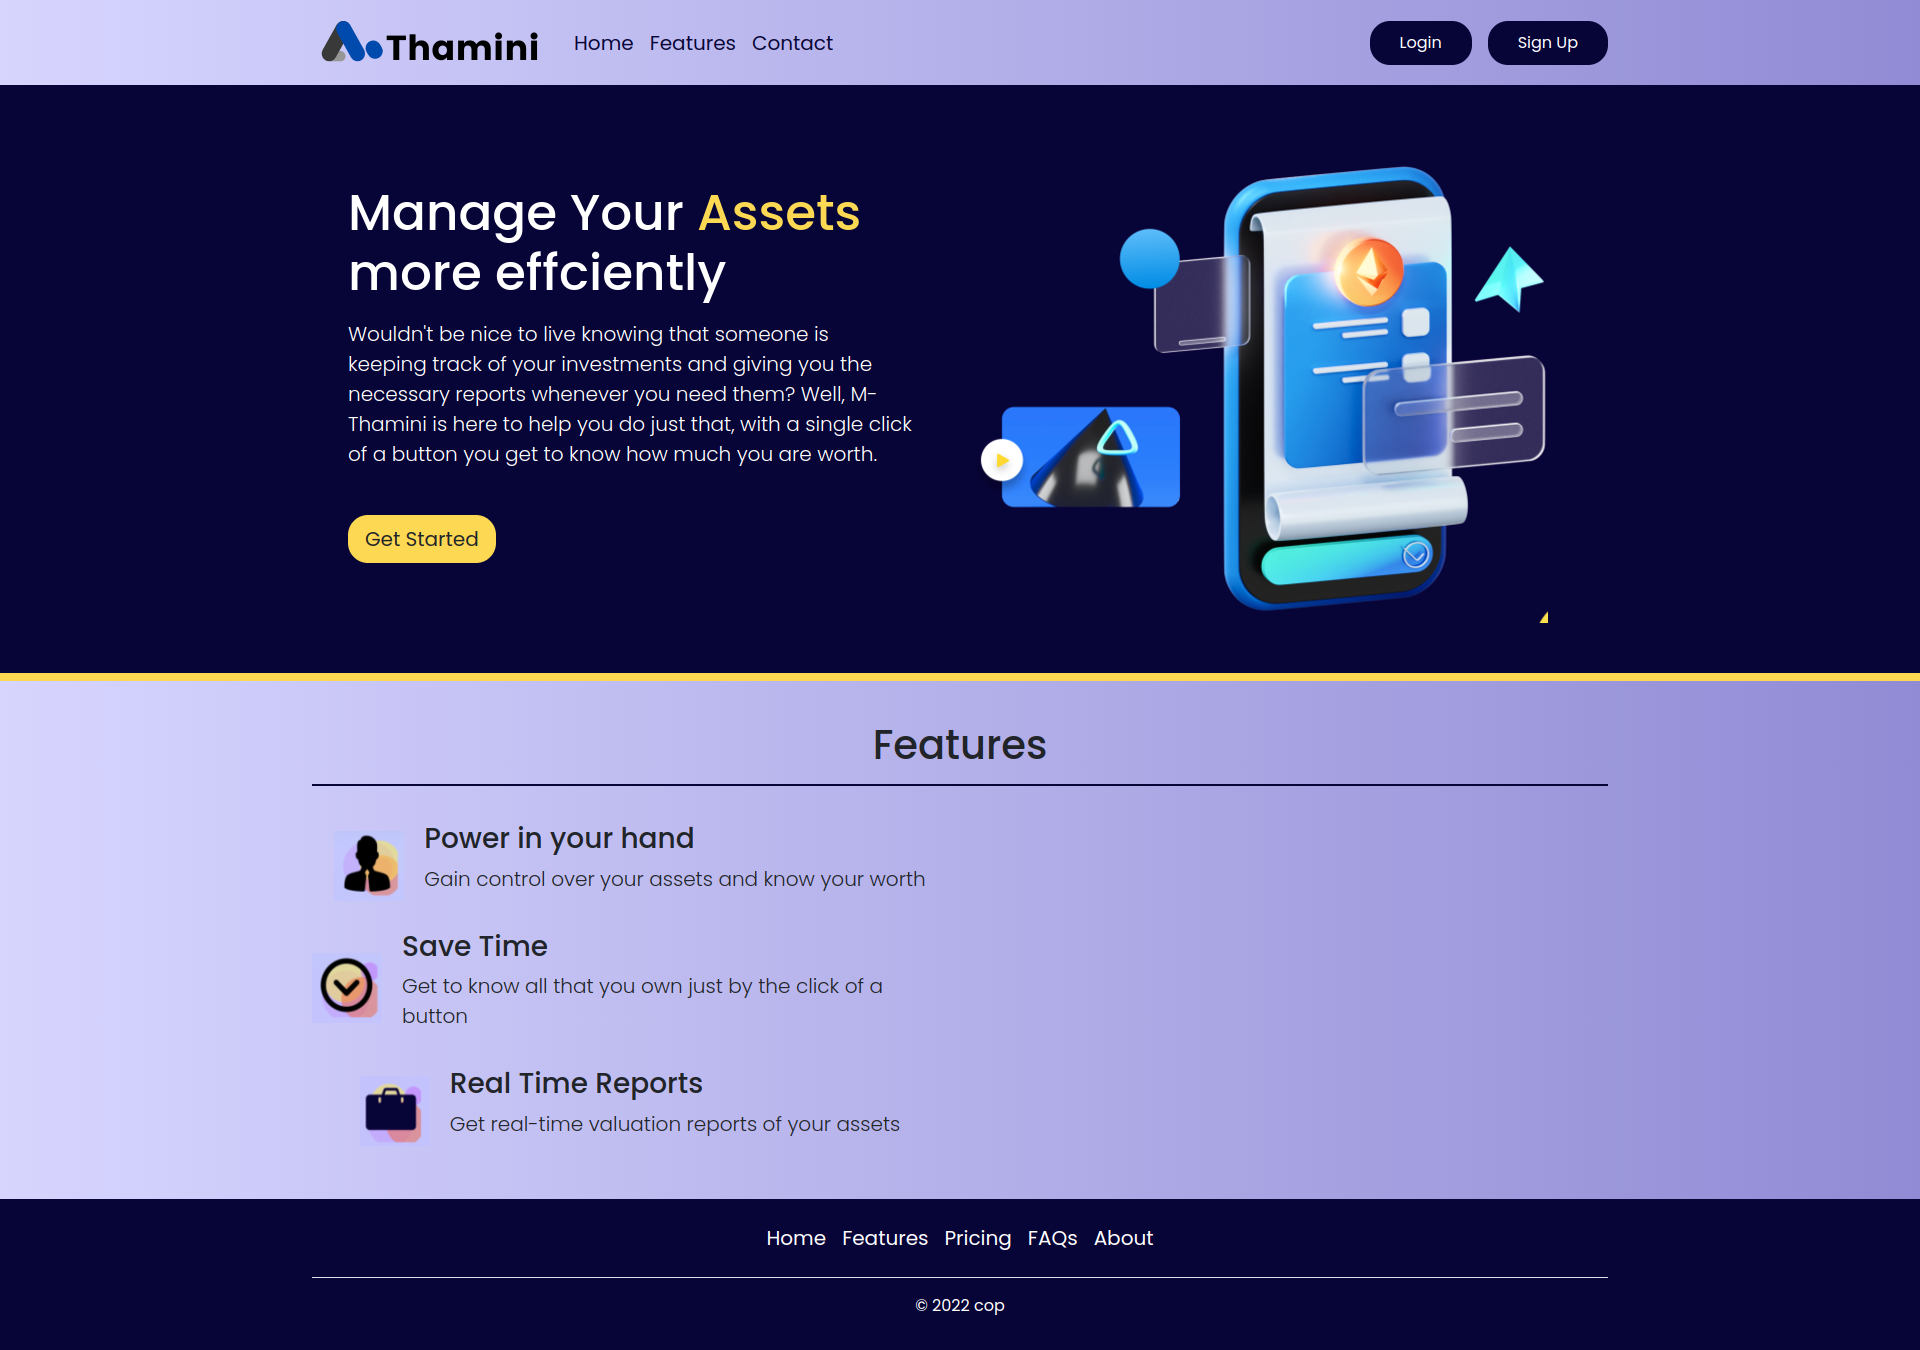 Thamini
Home Features Contact
Login Sign Up
Manage Your Assets
more effciently
Wouldn't be nice to live knowing that someone is
keeping track of your investments and giving you the
necessary reports whenever you need them? Well, M-
Thamini is here to help you do just that, with a single click
of a button you get to know how much you are worth.
Get Started
Features
Power in your hand
Gain control over your assets and know your worth
Save Time
Get to know all that you own just by the click of a
button
Real Time Reports
Get real-time valuation reports of your assets
Home Features Pricing FAQs About
© 2022 cop